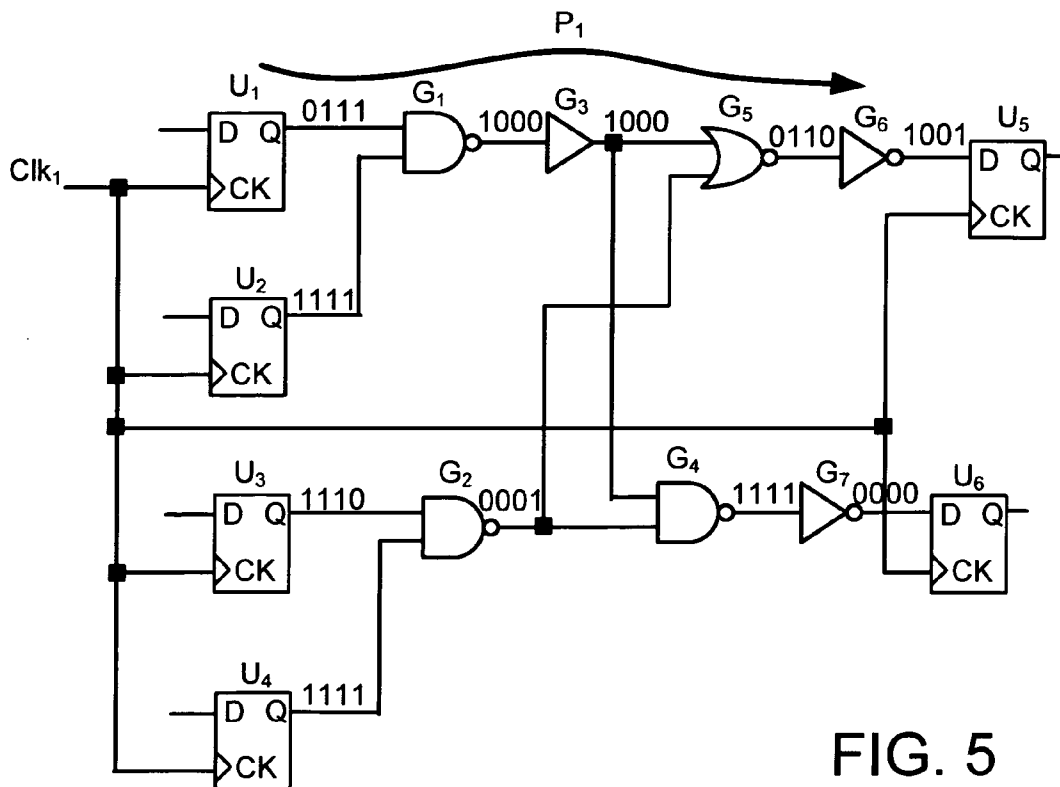 P1
U1
D Q
CK
0111
G1
1000
G3
1000
G5
0110
G6
1001
U5
D Q
CK
Clk1
U2
D Q
CK
1111
U3
D Q
CK
1110
G2
0001
G4
1111
G7
0000
U6
D Q
CK
U4
D Q
CK
1111
FIG. 5